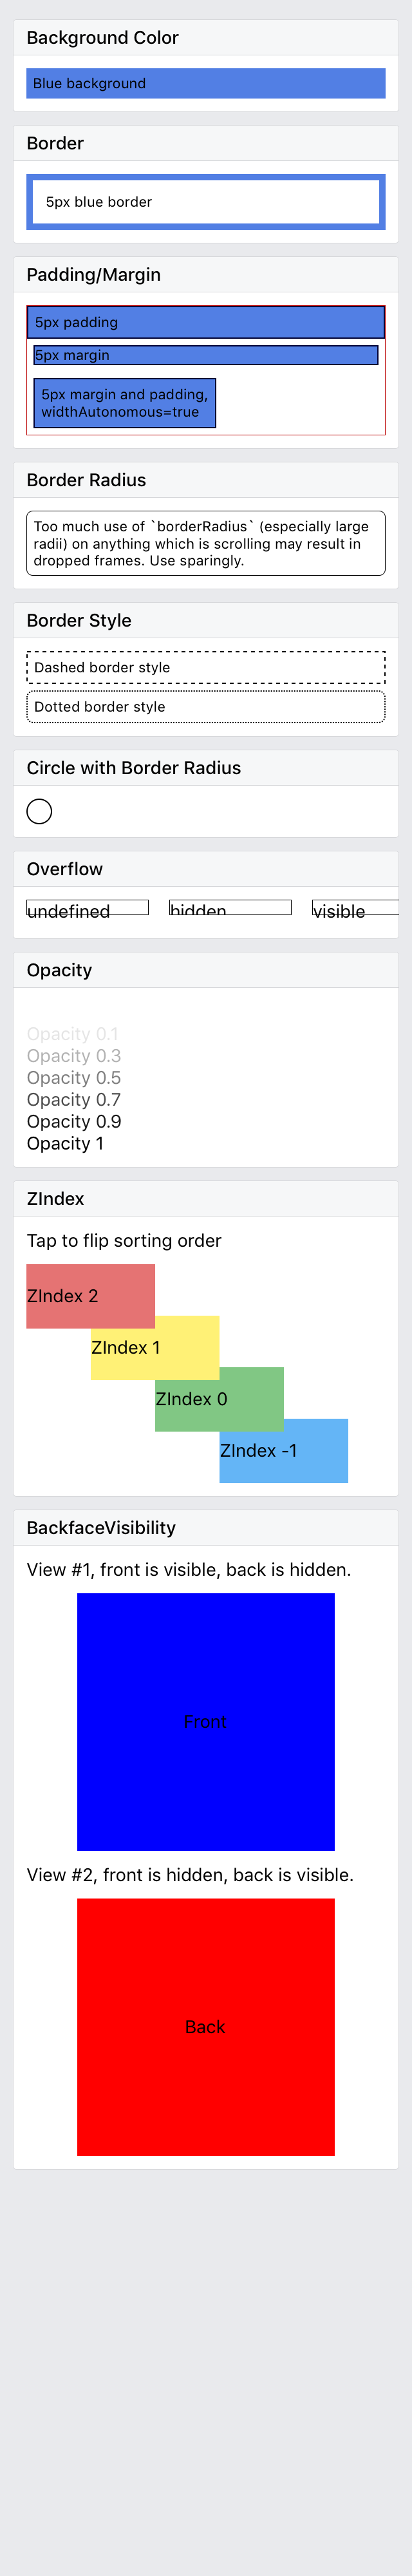 Background Color
Blue background
Border
5px blue border
Padding/Margin
5px padding
5px margin
5px margin and padding,
widthAutonomous=true
Border Radius
Too much use of `borderRadius` (especially large
radii) on anything which is scrolling may result in
dropped frames. Use sparingly.
Border Style
Dashed border style
Dotted border style
Circle with Border Radius
Overflow
undefined hidden visible
Opacity
Opacity 0.1
Opacity 0.3
Opacity 0.5
Opacity 0.7
Opacity 0.9
Opacity 1
ZIndex
Tap to flip sorting order
ZIndex 2
ZIndex 1
ZIndex 0
ZIndex -1
BackfaceVisibility
View #1, front is visible, back is hidden.
Front
View #2, front is hidden, back is visible.
Back